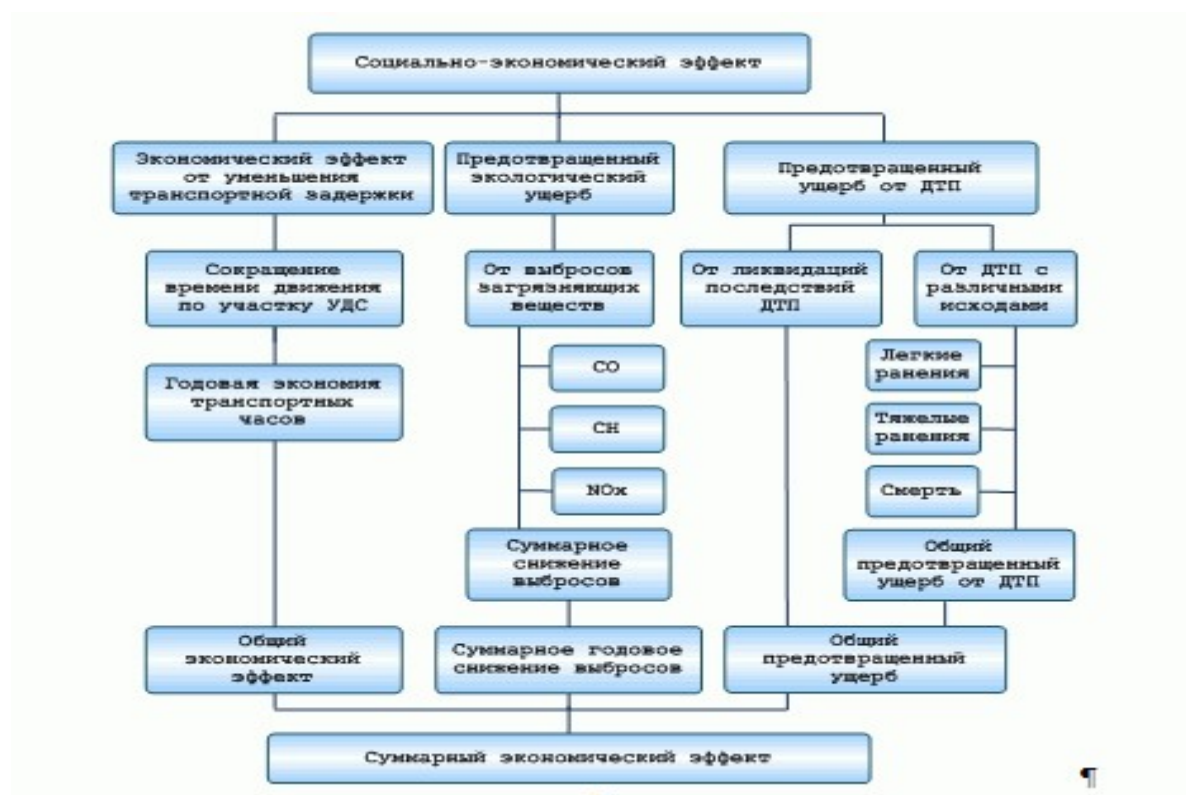 Социально-экономический эффект
Экономический эффект
от уменьшения
транспортной задержки
Предотвращенный
экологический
ущерб
Предотвращенный
ущерб от ДТП
Сокращение
времени движения
по участку УДС
От выбросов
загрязняющих
веществ
От ликвидаций
последствий
ДТП
От ДТП с
различными
исходами
Годовая экономия
транспортных
часов
CO
CH
NOx
Легкие
ранения
Тяжелые
ранения
Смерть
Суммарное
снижение
выбросов
Общий
предотвращенный
ущерб от ДТП
Общий
экономический
эффект
Суммарное годовое
снижение выбросов
Общий
предотвращенный
ущерб
Суммарный экономический эффект
¶